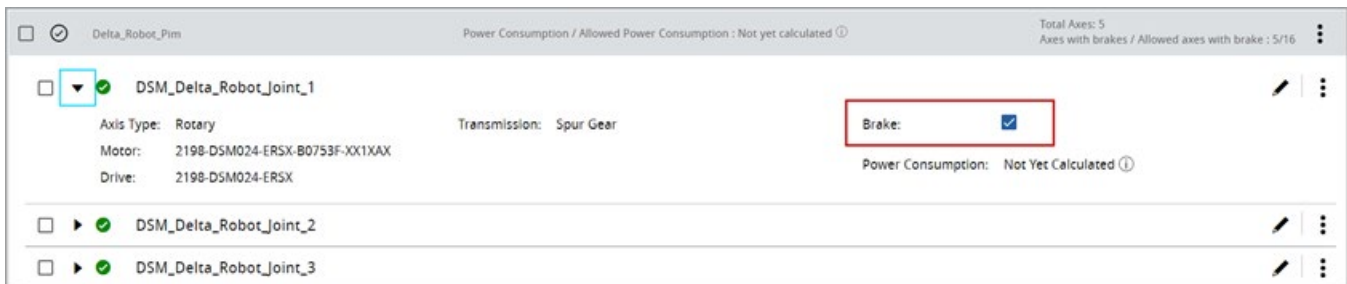 Delta_Robot_Pim Power Consumption / Allowed Power Consumption : Not yet calculated ⓘ Total Axes: 5
Axes with brakes / Allowed axes with brake : 5/16
DSM_Delta_Robot_Joint_1
Axis Type: Rotary Transmission: Spur Gear Brake:
Motor: 2198-DSM024-ERSX-B0753F-XX1XAX
Power Consumption: Not Yet Calculated ⓘ
Drive: 2198-DSM024-ERSX
DSM_Delta_Robot_Joint_2
DSM_Delta_Robot_Joint_3